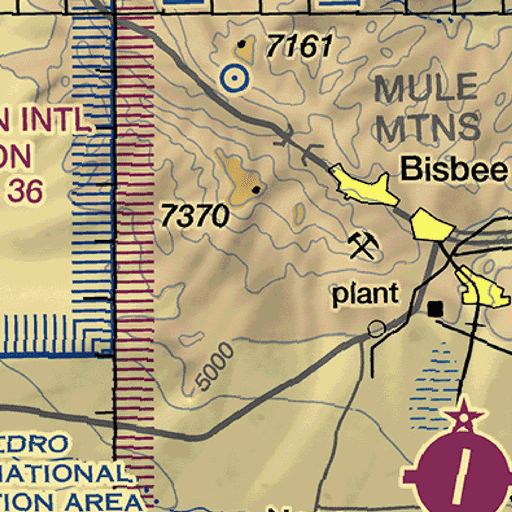 7161
MULE
MTNS
N INTL
ON
36
Bisbee
7370
plant
5000
EDRO
NATIONAL
TION AREA